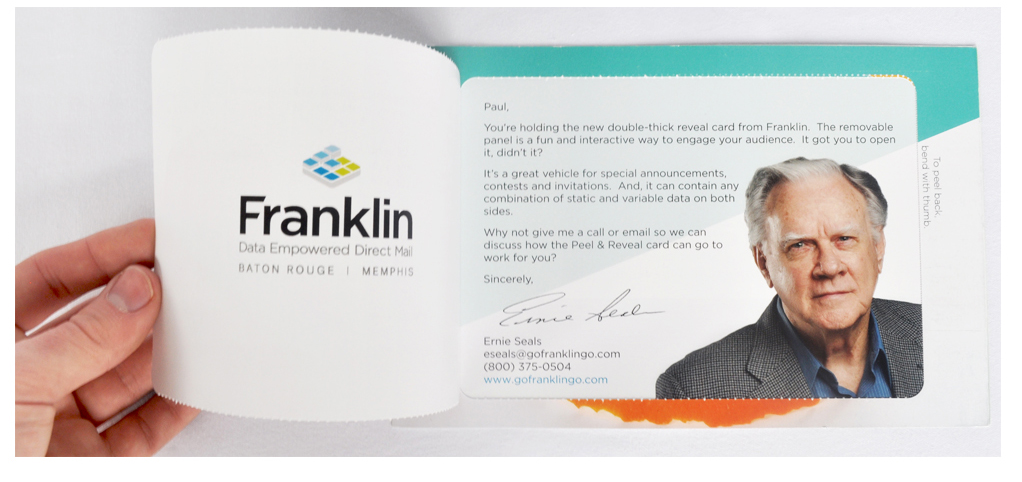 Franklin
Data Empowered Direct Mail
BATON ROUGE | MEMPHIS
Paul,
You're holding the new double-thick reveal card from Franklin. The removable
panel is a fun and interactive way to engage your audience. It got you to open
it, didn't it?
It's a great vehicle for special announcements,
contests and invitations. And, it can contain any
combination of static and variable data on both
sides.
Why not give me a call or email so we can
discuss how the Peel & Reveal card can go to
work for you?
Sincerely,
Ernie Seals
Ernie Seals
eseals@gofranklingo.com
(800) 375-0504
www.gofranklingo.com
To peel back,
bend with thumb.